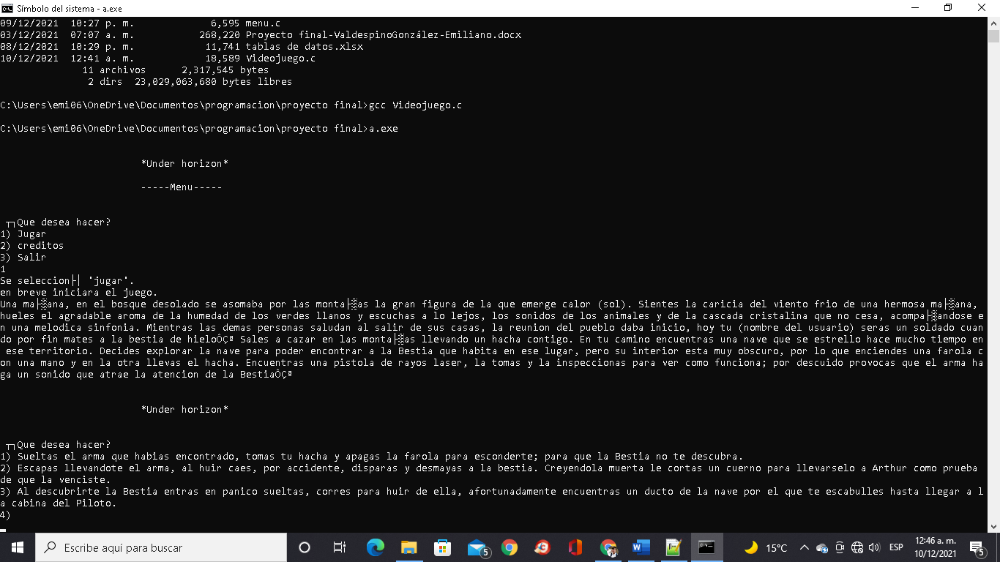 Símbolo del sistema - a.exe
09/12/2021  10:27 p. m.             6,595 menu.c
03/12/2021  07:07 a. m.           268,220 Proyecto final-ValdespinoGonzález-Emiliano.docx
08/12/2021  10:29 p. m.            11,741 tablas de datos.xlsx
10/12/2021  12:41 a. m.            18,589 Videojuego.c
11 archivos      2,317,545 bytes
2 dirs  23,029,063,680 bytes libres
C:\Users\emi06\OneDrive\Documentos\programacion\proyecto final>gcc Videojuego.c
C:\Users\emi06\OneDrive\Documentos\programacion\proyecto final>a.exe
*Under horizon*
-----Menu-----
┬┐Que desea hacer?
1) Jugar
2) creditos
3) Salir
1
Se seleccion├│ 'jugar'.
en breve iniciara el juego.
Una ma├▒ana, en el bosque desolado se asomaba por las monta├▒as la gran figura de la que emerge calor (sol). Sientes la caricia del viento frio de una hermosa ma├▒ana,
hueles el agradable aroma de la humedad de los verdes llanos y escuchas a lo lejos, los sonidos de los animales y de la cascada cristalina que no cesa, acompa├▒andose e
n una melodica sinfonia. Mientras las demas personas saludan al salir de sus casas, la reunion del pueblo daba inicio, hoy tu (nombre del usuario) seras un soldado cuan
do por fin mates a la bestia de hieloÔÇª Sales a cazar en las monta├▒as llevando un hacha contigo. En tu camino encuentras una nave que se estrello hace mucho tiempo en
ese territorio. Decides explorar la nave para poder encontrar a la Bestia que habita en ese lugar, pero su interior esta muy obscuro, por lo que enciendes una farola c
on una mano y en la otra llevas el hacha. Encuentras una pistola de rayos laser, la tomas y la inspeccionas para ver como funciona; por descuido provocas que el arma ha
ga un sonido que atrae la atencion de la BestiaÔÇª
*Under horizon*
┬┐Que desea hacer?
1) Sueltas el arma que habias encontrado, tomas tu hacha y apagas la farola para esconderte; para que la Bestia no te descubra.
2) Escapas llevandote el arma, al huir caes, por accidente, disparas y desmayas a la bestia. Creyendola muerta le cortas un cuerno para llevarselo a Arthur como prueba
de que la venciste.
3) Al descubrirte la Bestia entras en panico sueltas, corres para huir de ella, afortunadamente encuentras un ducto de la nave por el que te escabulles hasta llegar a l
a cabina del Piloto.
4)
Escribe aquí para buscar
5
15°C
ESP
12:46 a. m.
10/12/2021
5